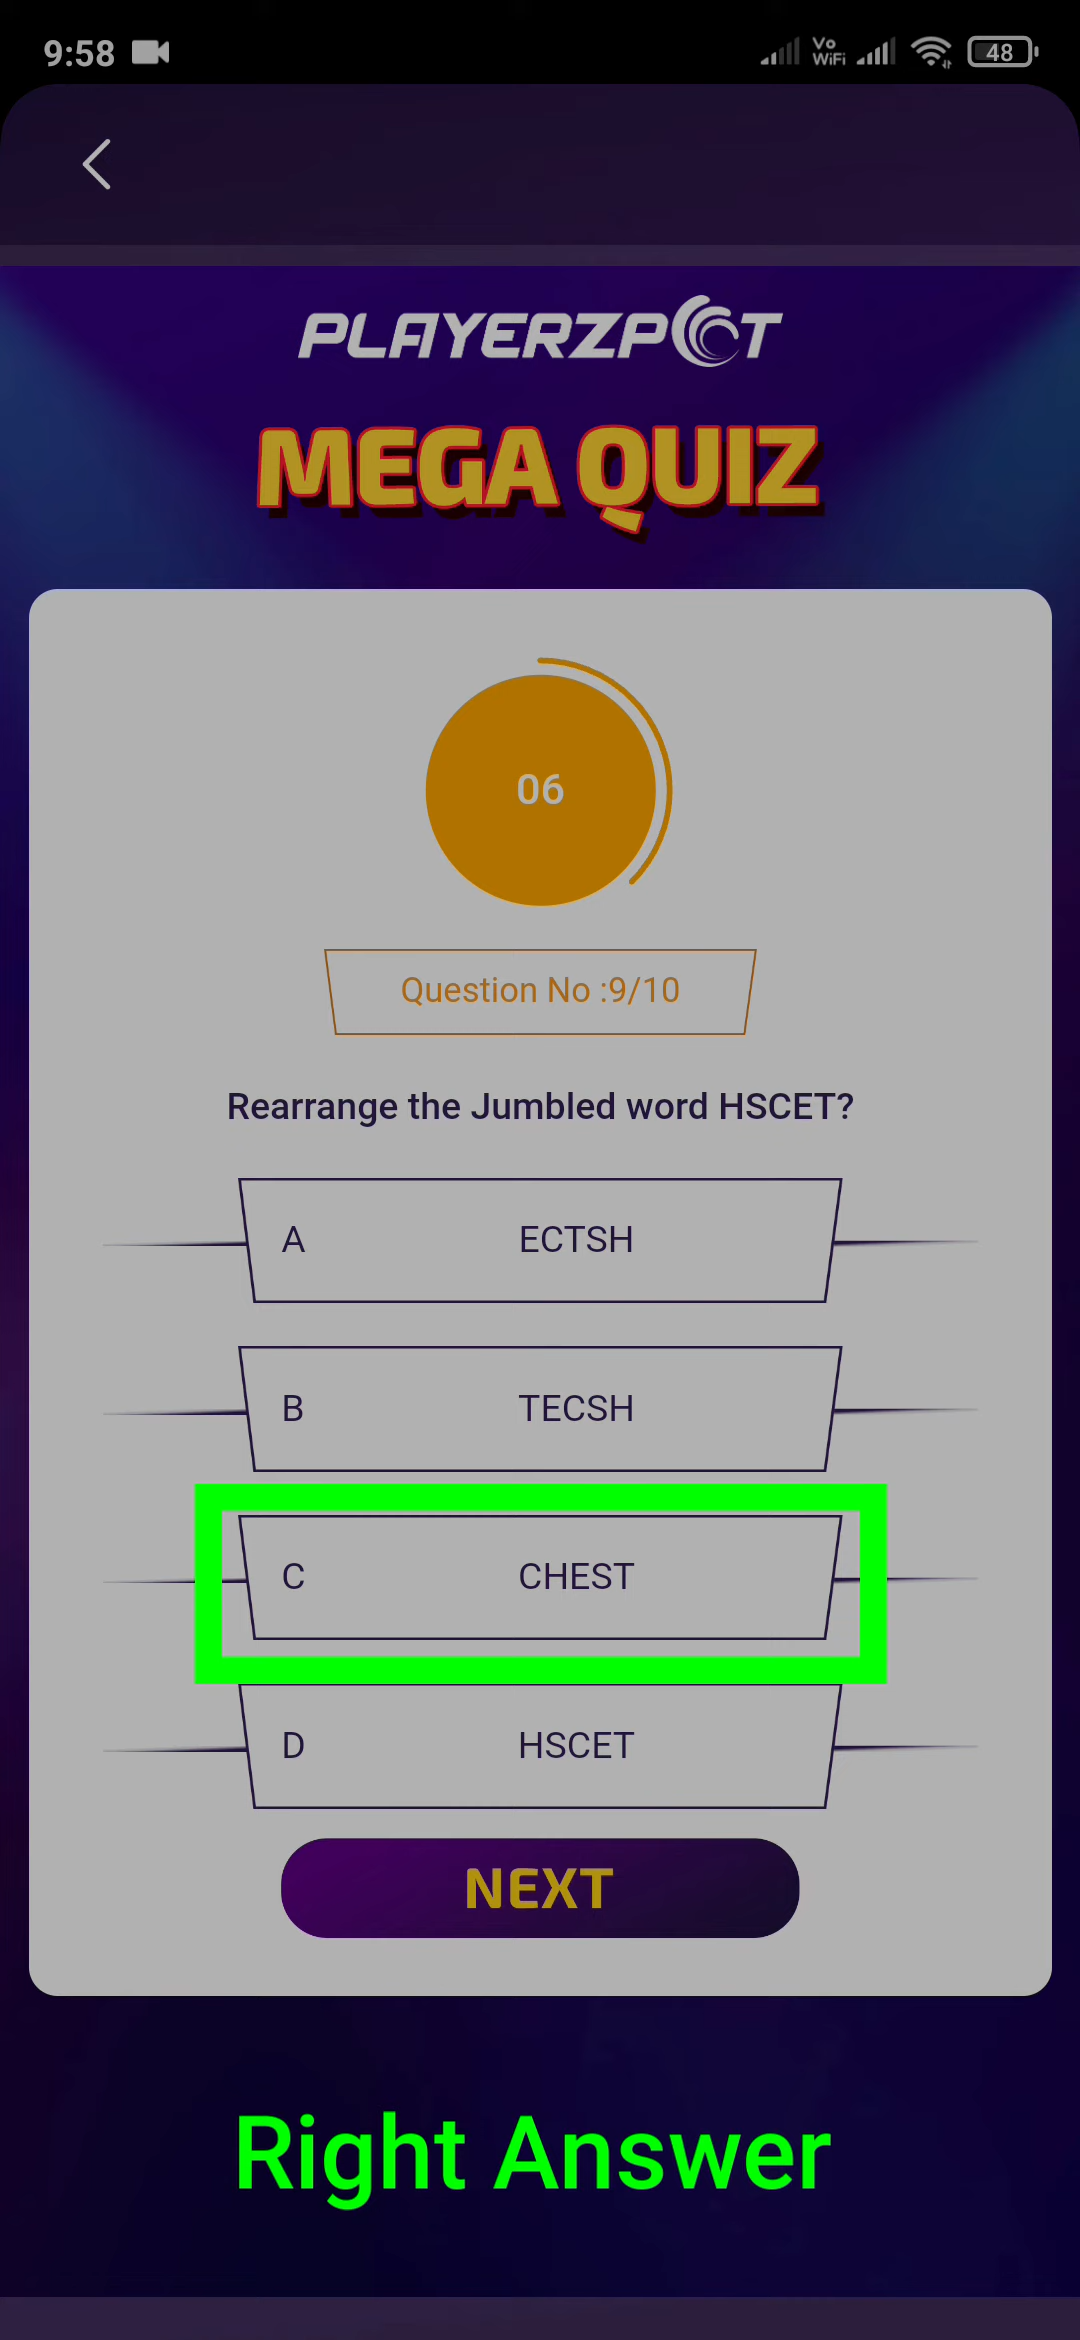 9:58
Vo
WiFi
48
PLAYERZPOT
MEGA QUIZ
06
Question No :9/10
Rearrange the Jumbled word HSCET?
A ECTSH
B TECSH
C CHEST
D HSCET
NEXT
Right Answer